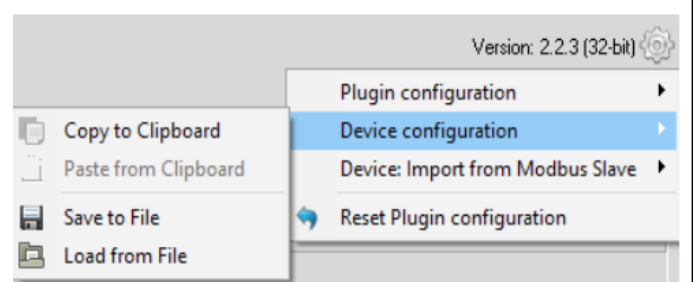 Version: 2.2.3 (32-bit)
Plugin configuration
Device configuration
Device: Import from Modbus Slave
Reset Plugin configuration
Copy to Clipboard
Paste from Clipboard
Save to File
Load from File